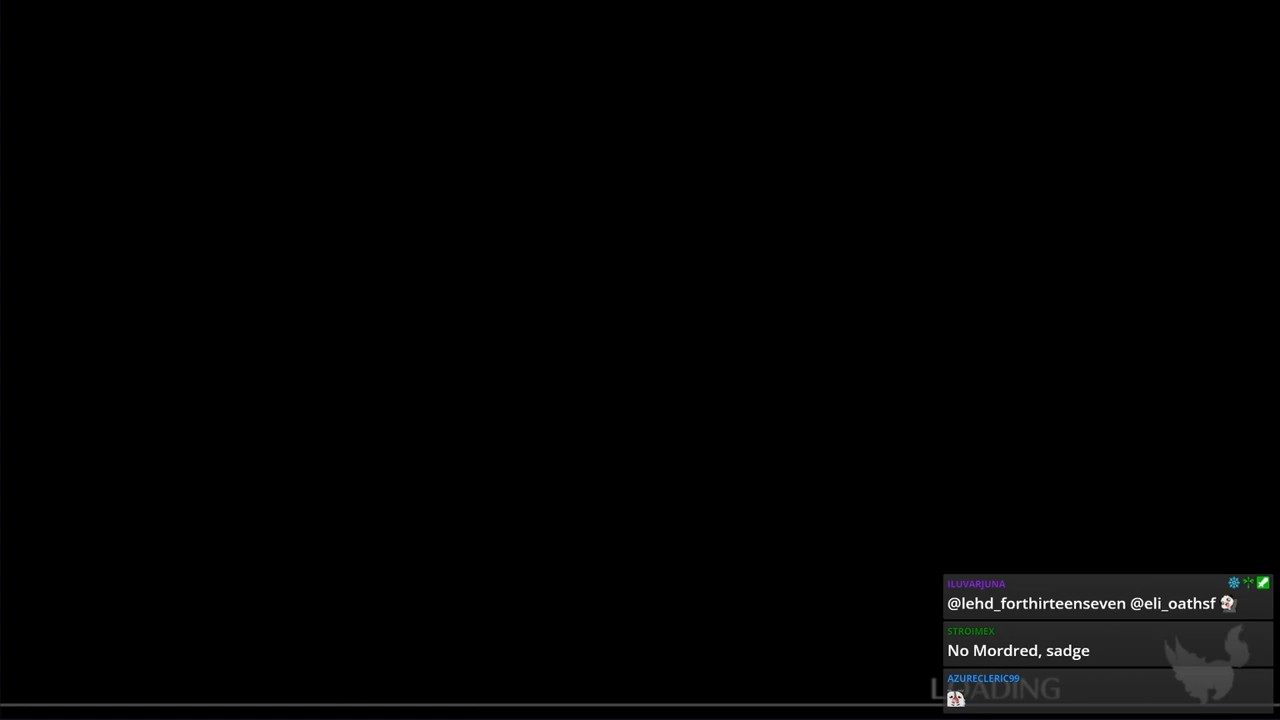 ILUVARJUNA
@lehd_forthirteenseven @eli_oathsf
STROIMEX
No Mordred, sadge
AZURECLERIC99
LOADING